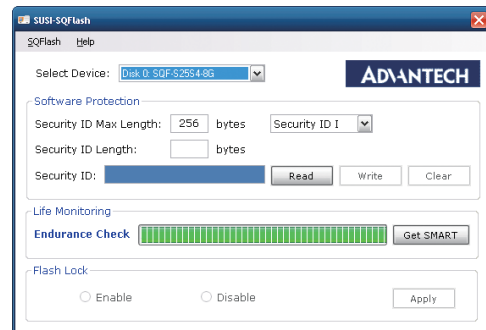 SUSI-SQFlash
SQFlash Help
Select Device: Disk 0: SQF-S25S4-8G
ADVANTECH
Software Protection
Security ID Max Length: 256 bytes Security ID I
Security ID Length: bytes
Security ID: Read Write Clear
Life Monitoring
Endurance Check Get SMART
Flash Lock
Enable Disable Apply